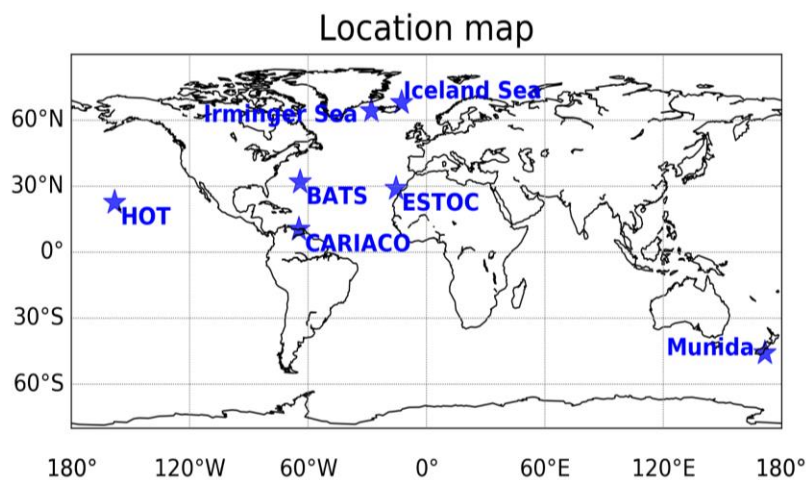 Location map
60°N
30°N
0°
30°S
60°S
Iceland Sea
Irminger Sea
BATS
ESTOC
HOT
CARIACO
Munida
180°
120°W
60°W
0°
60°E
120°E
180°